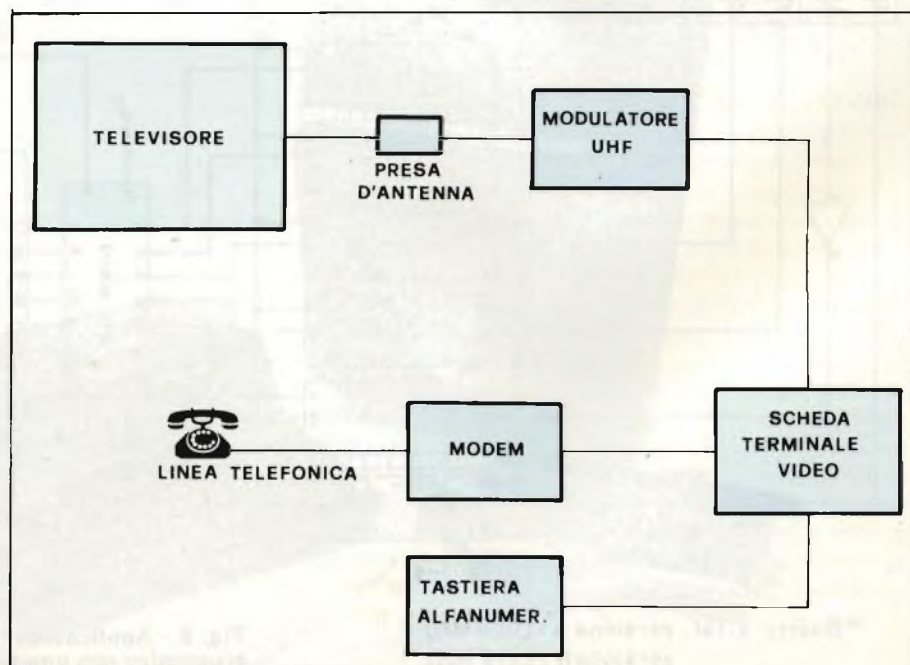 TELEVISORE
PRESA
D'ANTENNA
MODULATORE
UHF
LINEA TELEFONICA
MODEM
SCHEDA
TERMINALE
VIDEO
TASTIERA
ALFANUMER.